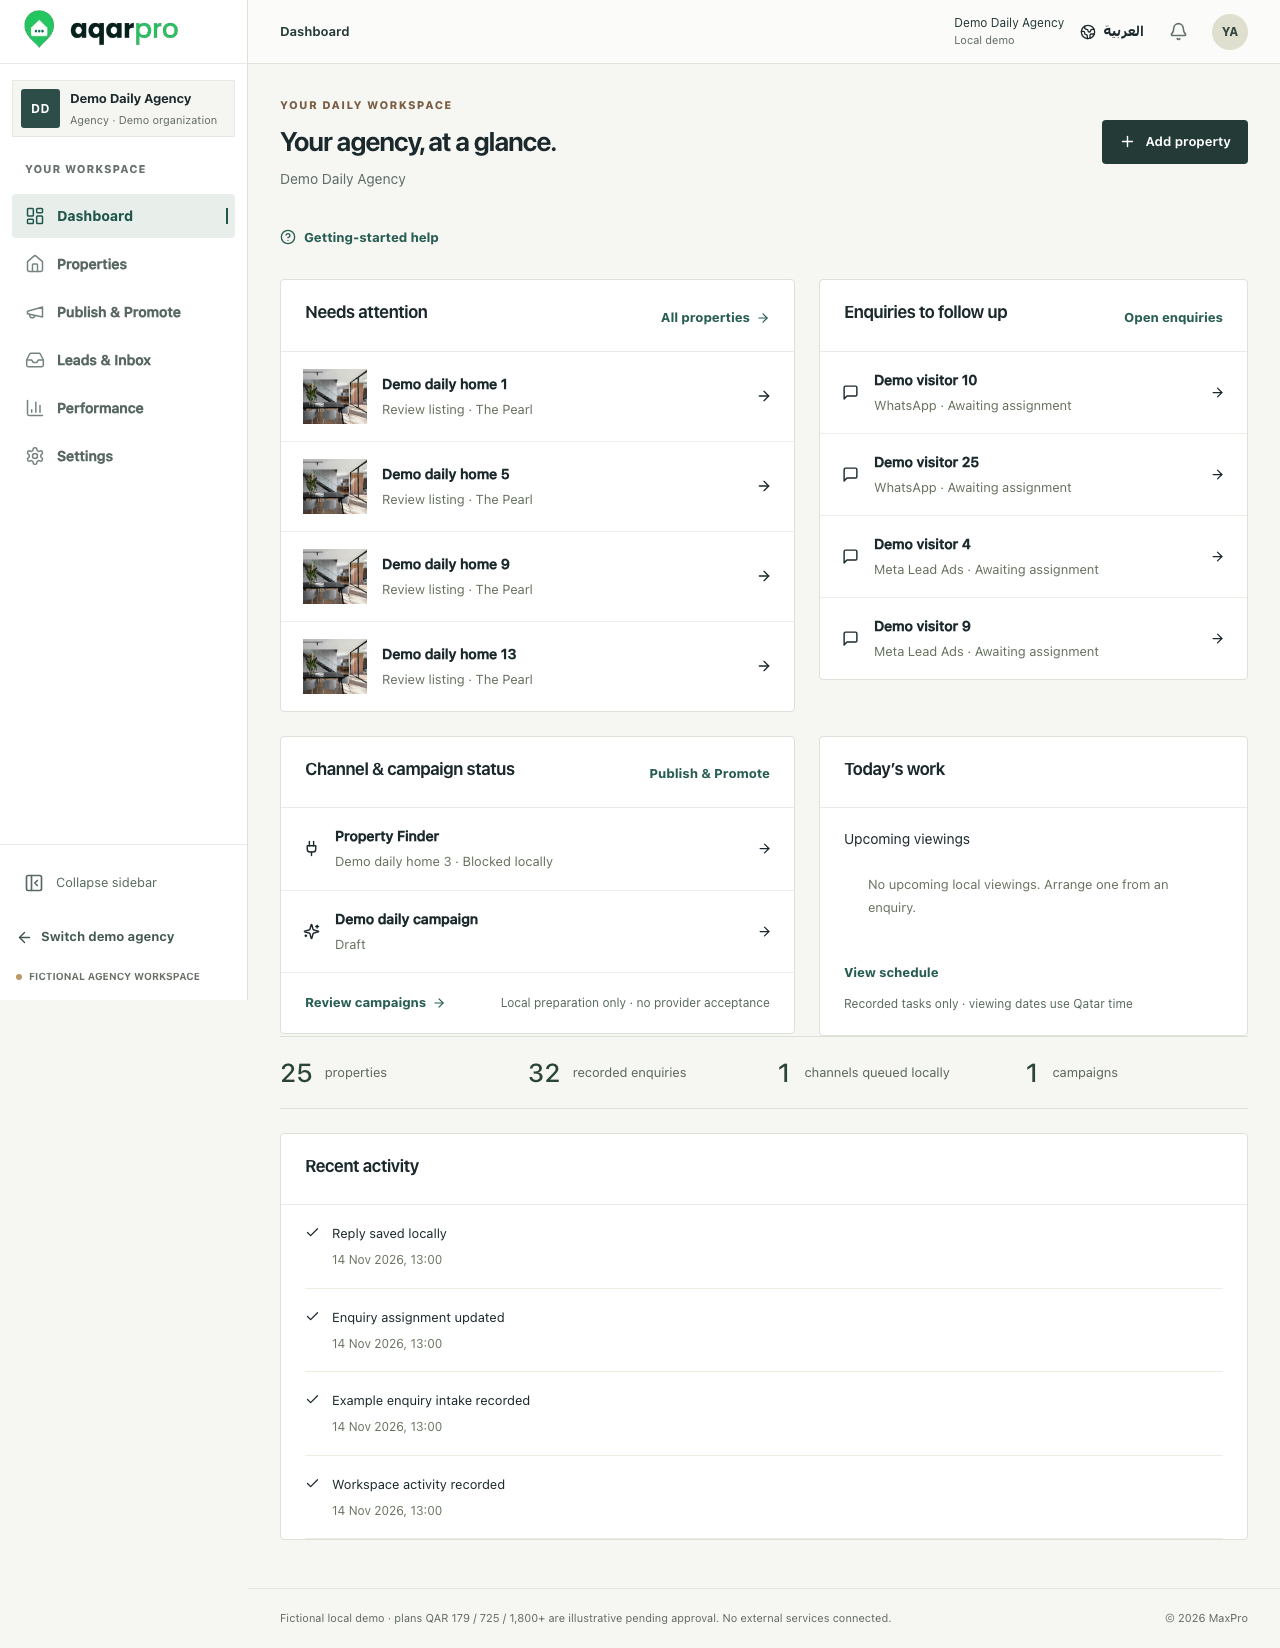 aqarpro
Demo Daily Agency
Agency · Demo organization
DD
YOUR WORKSPACE
Dashboard
Properties
Publish & Promote
Leads & Inbox
Performance
Settings
Collapse sidebar
Switch demo agency
FICTIONAL AGENCY WORKSPACE
Dashboard
Demo Daily Agency
Local demo
العربية
YA
YOUR DAILY WORKSPACE
Your agency, at a glance.
Demo Daily Agency
Add property
Getting-started help
Needs attention
All properties
Demo daily home 1
Review listing · The Pearl
Demo daily home 5
Review listing · The Pearl
Demo daily home 9
Review listing · The Pearl
Demo daily home 13
Review listing · The Pearl
Enquiries to follow up
Open enquiries
Demo visitor 10
WhatsApp · Awaiting assignment
Demo visitor 25
WhatsApp · Awaiting assignment
Demo visitor 4
Meta Lead Ads · Awaiting assignment
Demo visitor 9
Meta Lead Ads · Awaiting assignment
Channel & campaign status
Publish & Promote
Property Finder
Demo daily home 3 · Blocked locally
Demo daily campaign
Draft
Review campaigns
Local preparation only · no provider acceptance
Today’s work
Upcoming viewings
No upcoming local viewings. Arrange one from an
enquiry.
View schedule
Recorded tasks only · viewing dates use Qatar time
25 properties
32 recorded enquiries
1 channels queued locally
1 campaigns
Recent activity
Reply saved locally
14 Nov 2026, 13:00
Enquiry assignment updated
14 Nov 2026, 13:00
Example enquiry intake recorded
14 Nov 2026, 13:00
Workspace activity recorded
14 Nov 2026, 13:00
Fictional local demo · plans QAR 179 / 725 / 1,800+ are illustrative pending approval. No external services connected.
© 2026 MaxPro